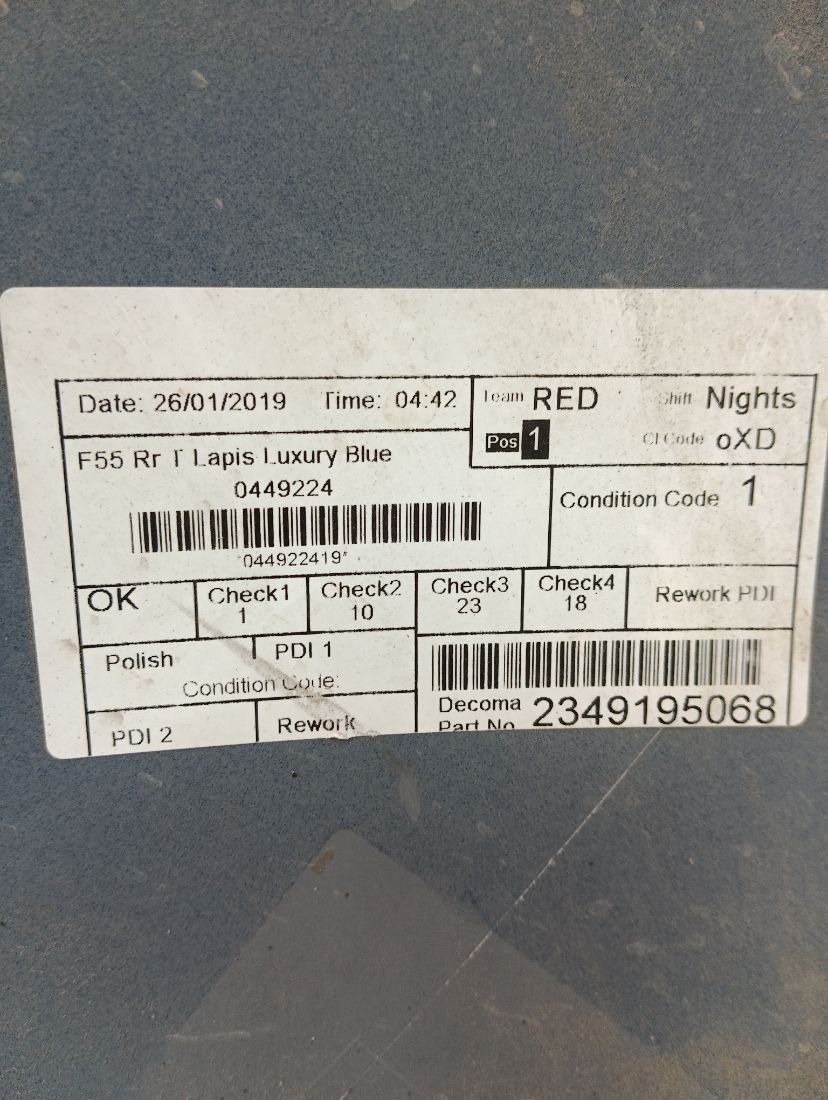 Date: 26/01/2019 Time: 04:42
Team RED Shift Nights
Pos 1 CI Code oXD
F55 Rr T Lapis Luxury Blue
0449224
044922419*
Condition Code 1
OK Check1 Check2 Check3 Check4 Rework PDI
1 10 23 18
Polish PDI 1
Condition Code:
PDI 2 Rework
Decoma
Part No 2349195068